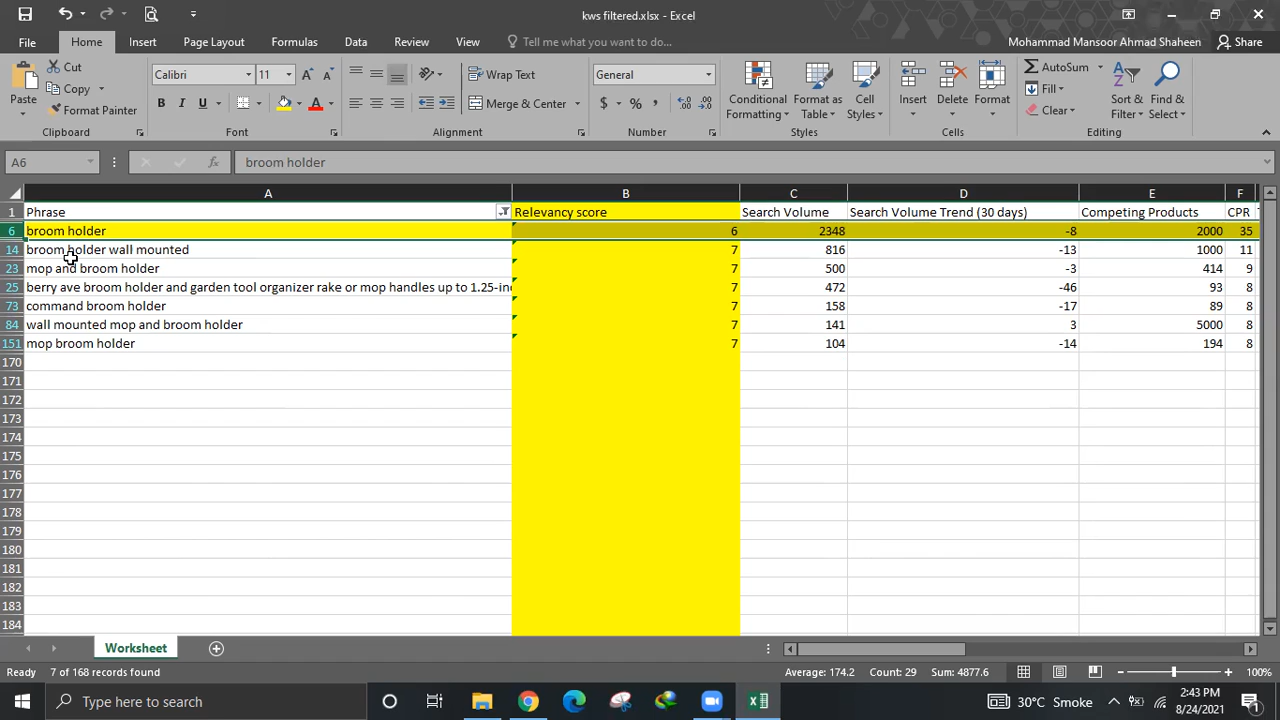 kws filtered.xlsx - Excel
File Home Insert Page Layout Formulas Data Review View Tell me what you want to do... Mohammad Mansoor Ahmad Shaheen Share
Paste Cut Copy Format Painter
Calibri 11
B I U A
Wrap Text
Merge & Center
General
$ % ,
Conditional Formatting
Format as Table
Cell Styles
Insert Delete Format
AutoSum
Fill
Clear
Sort & Filter
Find & Select
Clipboard Font Alignment Number Styles Cells Editing
A6 fx broom holder
A B C D E F
1 Phrase Relevancy score Search Volume Search Volume Trend (30 days) Competing Products CPR
6 broom holder 6 2348 -8 2000 35
14 broom holder wall mounted 7 816 -13 1000 11
23 mop and broom holder 7 500 -3 414 9
25 berry ave broom holder and garden tool organizer rake or mop handles up to 1.25-in 7 472 -46 93 8
73 command broom holder 7 158 -17 89 8
84 wall mounted mop and broom holder 7 141 3 5000 8
151 mop broom holder 7 104 -14 194 8
170
171
172
173
174
175
176
177
178
179
180
181
182
183
184
Worksheet
Ready 7 of 168 records found Average: 174.2 Count: 29 Sum: 4877.6 100%
Type here to search 30°C Smoke 2:43 PM
8/24/2021